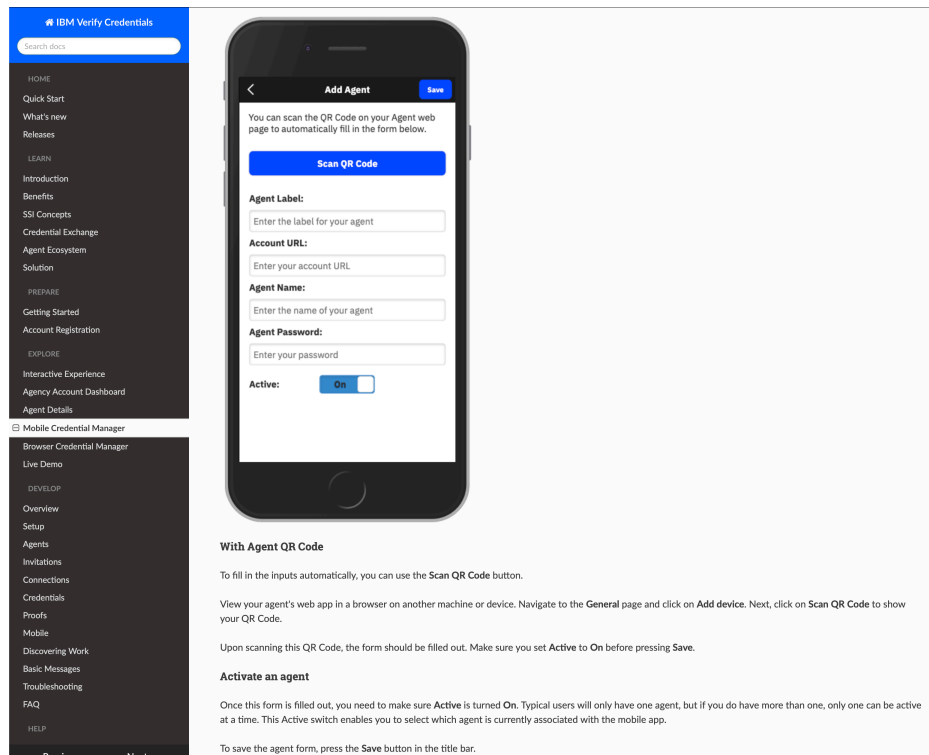 IBM Verify Credentials
Search docs
HOME
Quick Start
What's new
Releases
LEARN
Introduction
Benefits
SSI Concepts
Credential Exchange
Agent Ecosystem
Solution
PREPARE
Getting Started
Account Registration
EXPLORE
Interactive Experience
Agency Account Dashboard
Agent Details
Mobile Credential Manager
Browser Credential Manager
Live Demo
DEVELOP
Overview
Setup
Agents
Invitations
Connections
Credentials
Proofs
Mobile
Discovering Work
Basic Messages
Troubleshooting
FAQ
HELP
Add Agent
Save
You can scan the QR Code on your Agent web
page to automatically fill in the form below.
Scan QR Code
Agent Label:
Enter the label for your agent
Account URL:
Enter your account URL
Agent Name:
Enter the name of your agent
Agent Password:
Enter your password
Active:
On
With Agent QR Code
To fill in the inputs automatically, you can use the Scan QR Code button.
View your agent's web app in a browser on another machine or device. Navigate to the General page and click on Add device. Next, click on Scan QR Code to show
your QR Code.
Upon scanning this QR Code, the form should be filled out. Make sure you set Active to On before pressing Save.
Activate an agent
Once this form is filled out, you need to make sure Active is turned On. Typical users will only have one agent, but if you do have more than one, only one can be active
at a time. This Active switch enables you to select which agent is currently associated with the mobile app.
To save the agent form, press the Save button in the title bar.